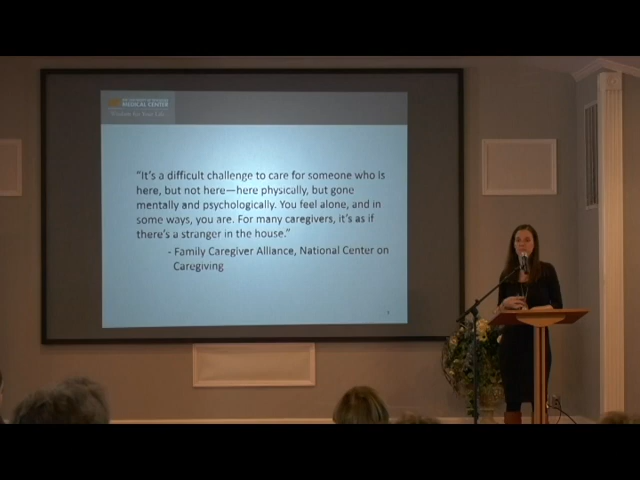 MEDICAL CENTER
"It's a difficult challenge to care for someone who is
here, but not here—here physically, but gone
mentally and psychologically. You feel alone, and in
some ways, you are. For many caregivers, it's as if
there's a stranger in the house."
- Family Caregiver Alliance, National Center on
Caregiving